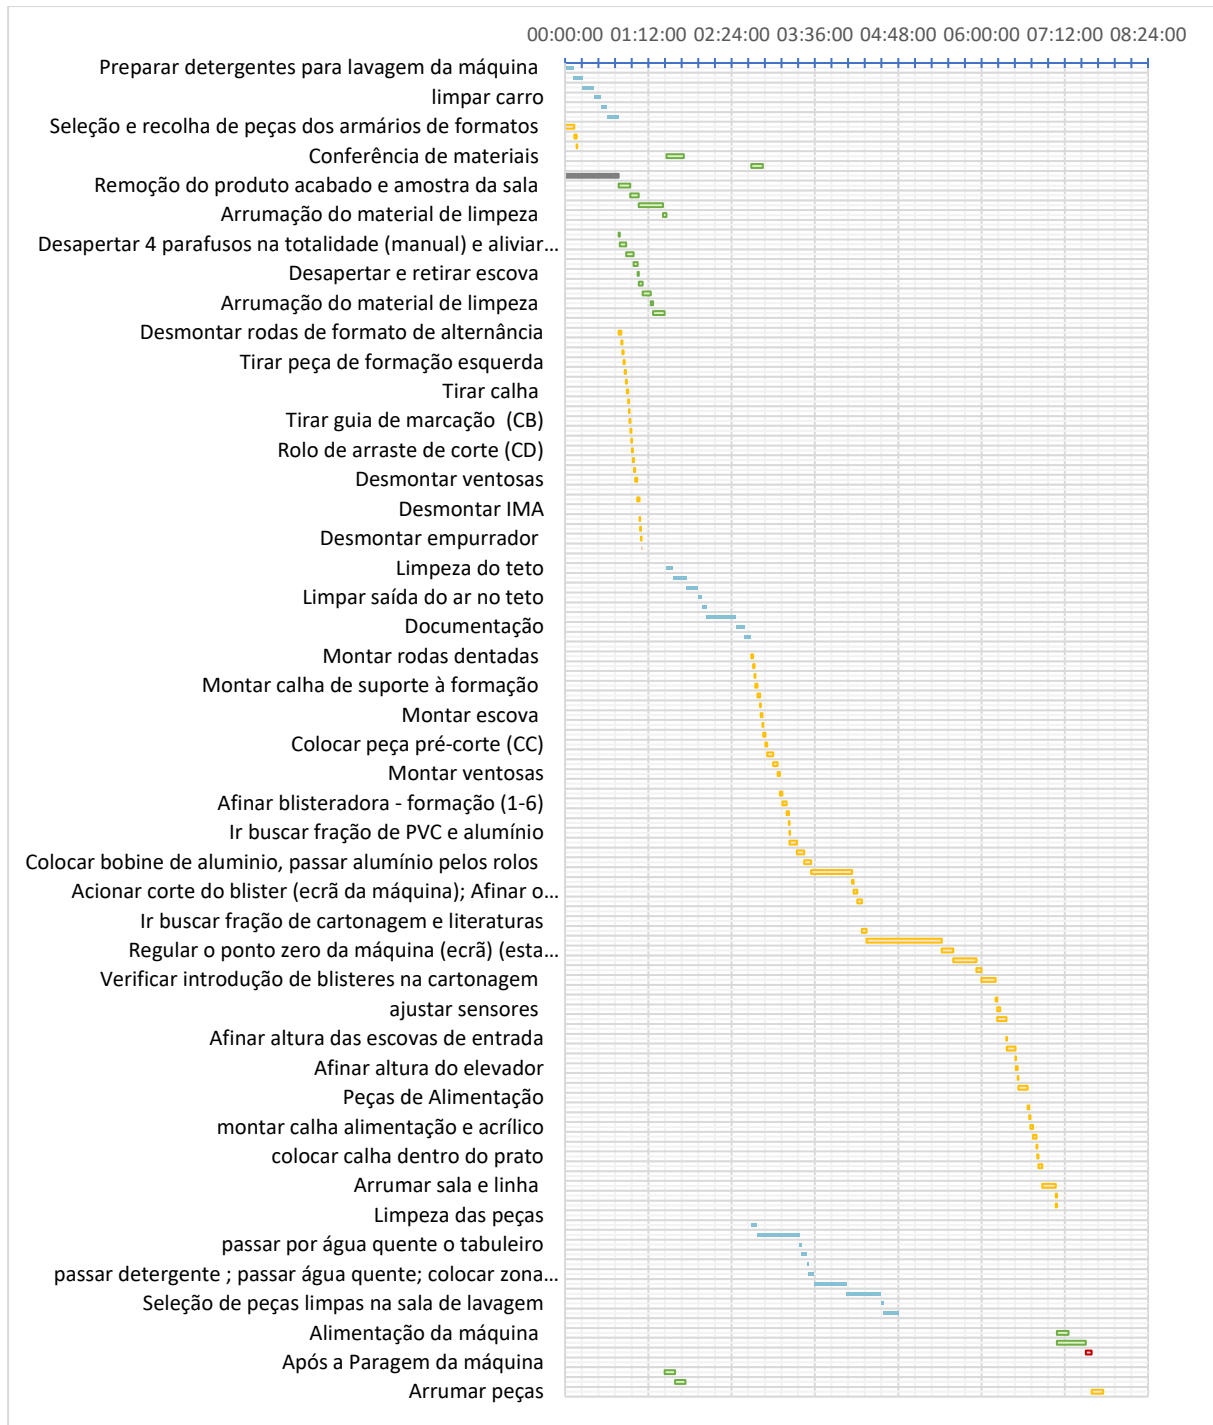 00:00:00 01:12:00 02:24:00 03:36:00 04:48:00 06:00:00 07:12:00 08:24:00
Preparar detergentes para lavagem da máquina
limpar carro
Seleção e recolha de peças dos armários de formatos
Conferência de materiais
Remoção do produto acabado e amostra da sala
Arrumação do material de limpeza
Desapertar 4 parafusos na totalidade (manual) e aliviar...
Desapertar e retirar escova
Arrumação do material de limpeza
Desmontar rodas de formato de alternância
Tirar peça de formação esquerda
Tirar calha
Tirar guia de marcação (CB)
Rolo de arraste de corte (CD)
Desmontar ventosas
Desmontar IMA
Desmontar empurrador
Limpeza do teto
Limpar saída do ar no teto
Documentação
Montar rodas dentadas
Montar calha de suporte à formação
Montar escova
Colocar peça pré-corte (CC)
Montar ventosas
Afinar blisteradora - formação (1-6)
Ir buscar fração de PVC e alumínio
Colocar bobine de aluminio, passar alumínio pelos rolos
Acionar corte do blister (ecrã da máquina); Afinar o...
Ir buscar fração de cartonagem e literaturas
Regular o ponto zero da máquina (ecrã) (esta...
Verificar introdução de blisteres na cartonagem
ajustar sensores
Afinar altura das escovas de entrada
Afinar altura do elevador
Peças de Alimentação
montar calha alimentação e acrílico
colocar calha dentro do prato
Arrumar sala e linha
Limpeza das peças
passar por água quente o tabuleiro
passar detergente ; passar água quente; colocar zona...
Seleção de peças limpas na sala de lavagem
Alimentação da máquina
Após a Paragem da máquina
Arrumar peças